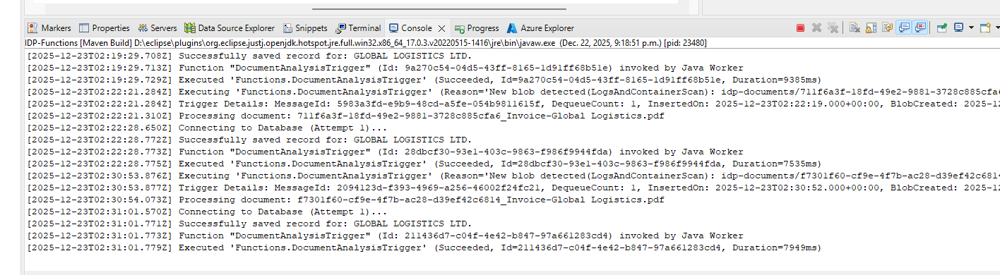 Markers Properties Servers Data Source Explorer Snippets Terminal Console Progress Azure Explorer
IDP-Functions [Maven Build] D:\eclipse\plugins\org.eclipse.justj.openjdk.hotspot.jre.full.win32.x86_64_17.0.3.v20220515-1416\jre\bin\javaw.exe (Dec. 22, 2025, 9:18:51 p.m.) [pid: 23480]
[2025-12-23T02:19:29.708Z] Successfully saved record for: GLOBAL LOGISTICS LTD.
[2025-12-23T02:19:29.713Z] Function "DocumentAnalysisTrigger" (Id: 9a270c54-04d5-43ff-8165-1d91ff68b51e) invoked by Java Worker
[2025-12-23T02:19:29.729Z] Executed 'Functions.DocumentAnalysisTrigger' (Succeeded, Id=9a270c54-04d5-43ff-8165-1d91ff68b51e, Duration=9385ms)
[2025-12-23T02:22:21.284Z] Executing 'Functions.DocumentAnalysisTrigger' (Reason='New blob detected(LogsAndContainerScan): idp-documents/711f6a3f-18fd-49e2-9881-3728c885cfa6
[2025-12-23T02:22:21.284Z] Trigger Details: MessageId: 5983a3fd-e9b9-48cd-a5fe-054b9811615f, DequeueCount: 1, InsertedOn: 2025-12-23T02:22:19.000+00:00, BlobCreated: 2025-12
[2025-12-23T02:22:21.310Z] Processing document: 711f6a3f-18fd-49e2-9881-3728c885cfa6_Invoice-Global Logistics.pdf
[2025-12-23T02:22:28.650Z] Connecting to Database (Attempt 1)...
[2025-12-23T02:22:28.772Z] Successfully saved record for: GLOBAL LOGISTICS LTD.
[2025-12-23T02:22:28.773Z] Function "DocumentAnalysisTrigger" (Id: 28dbcf30-93e1-403c-9863-f986f9944fda) invoked by Java Worker
[2025-12-23T02:22:28.775Z] Executed 'Functions.DocumentAnalysisTrigger' (Succeeded, Id=28dbcf30-93e1-403c-9863-f986f9944fda, Duration=7535ms)
[2025-12-23T02:30:53.876Z] Executing 'Functions.DocumentAnalysisTrigger' (Reason='New blob detected(LogsAndContainerScan): idp-documents/f7301f60-cf9e-4f7b-ac28-d39ef42c6814
[2025-12-23T02:30:53.877Z] Trigger Details: MessageId: 2094123d-f393-4969-a256-46002f24fc21, DequeueCount: 1, InsertedOn: 2025-12-23T02:30:52.000+00:00, BlobCreated: 2025-12
[2025-12-23T02:30:54.073Z] Processing document: f7301f60-cf9e-4f7b-ac28-d39ef42c6814_Invoice-Global Logistics.pdf
[2025-12-23T02:31:01.570Z] Connecting to Database (Attempt 1)...
[2025-12-23T02:31:01.771Z] Successfully saved record for: GLOBAL LOGISTICS LTD.
[2025-12-23T02:31:01.773Z] Function "DocumentAnalysisTrigger" (Id: 211436d7-c04f-4e42-b847-97a661283cd4) invoked by Java Worker
[2025-12-23T02:31:01.779Z] Executed 'Functions.DocumentAnalysisTrigger' (Succeeded, Id=211436d7-c04f-4e42-b847-97a661283cd4, Duration=7949ms)